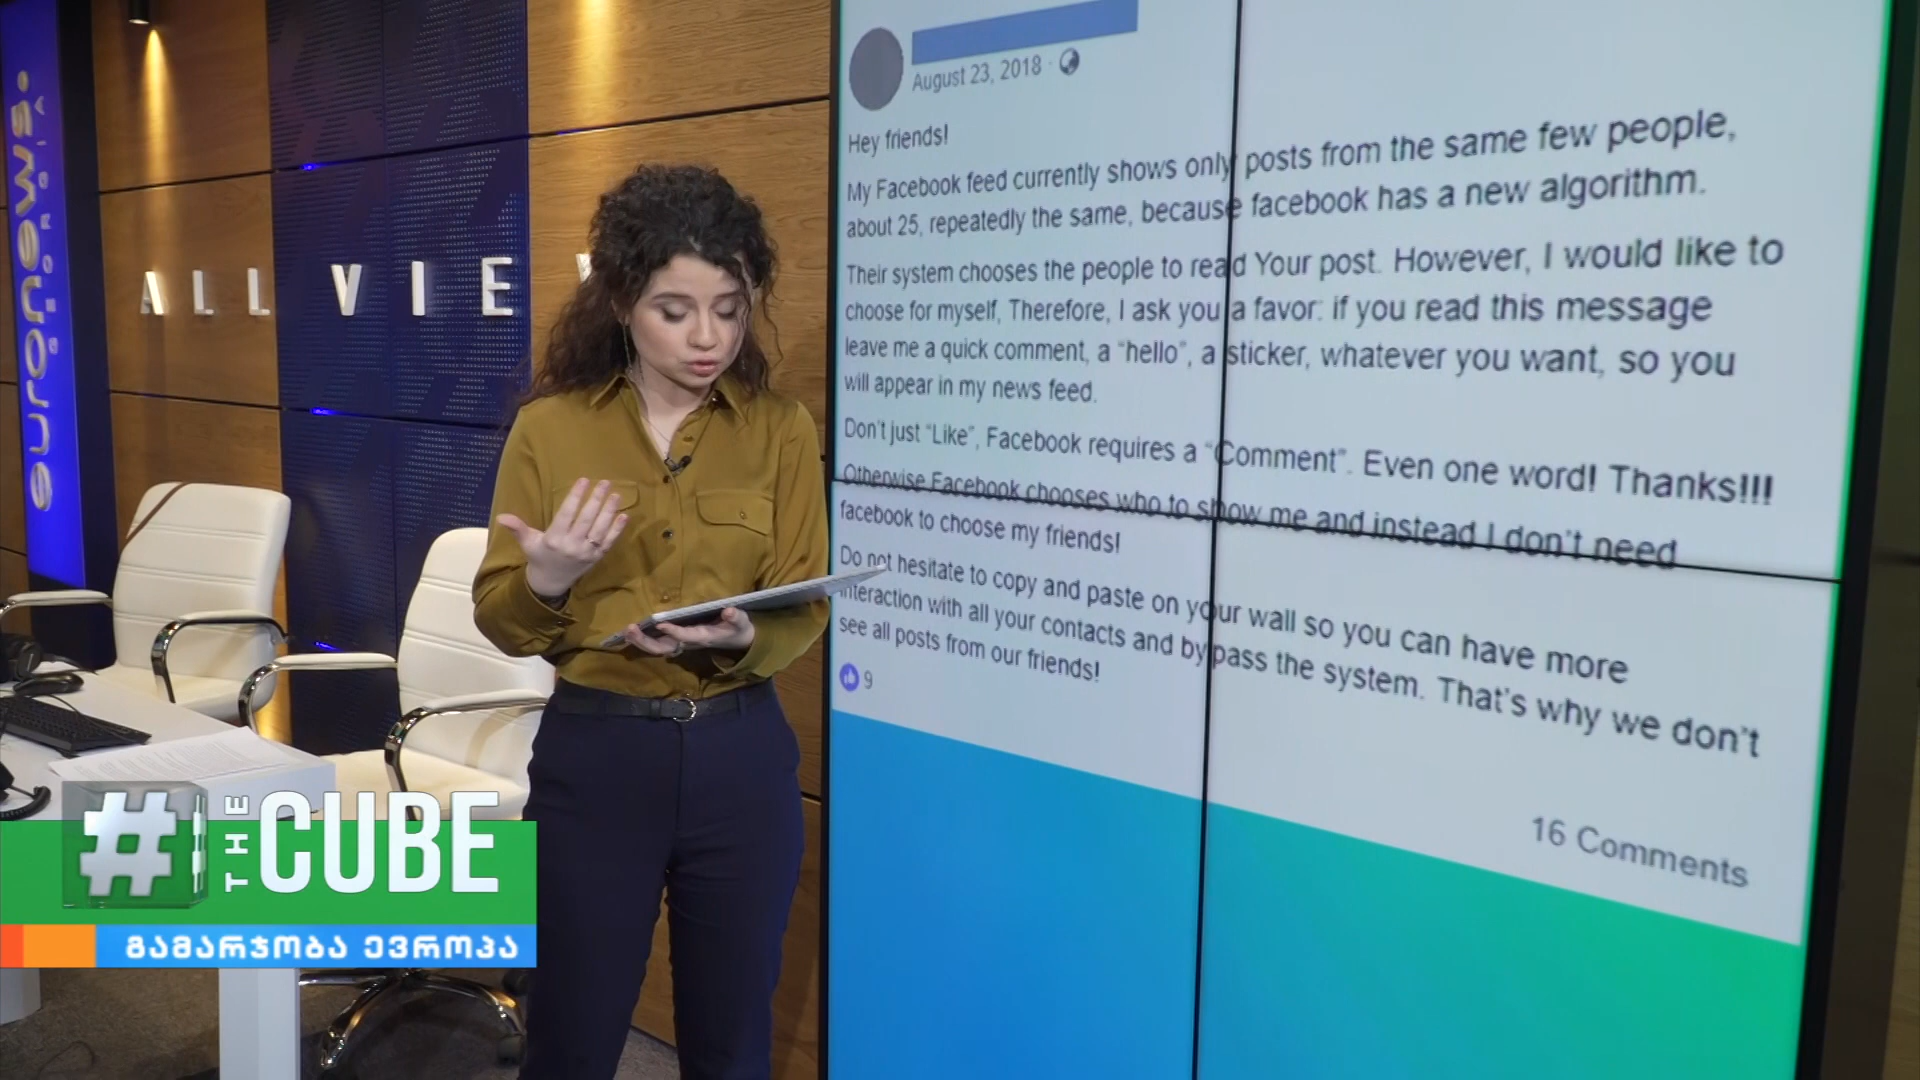 euronews.
GEORGIA
ALL VIE
August 23, 2018 ·
Hey friends!
My Facebook feed currently shows only posts from the same few people,
about 25, repeatedly the same, because facebook has a new algorithm.
Their system chooses the people to read Your post. However, I would like to
choose for myself, Therefore, I ask you a favor: if you read this message
leave me a quick comment, a “hello”, a sticker, whatever you want, so you
will appear in my news feed.
Don't just “Like”, Facebook requires a “Comment”. Even one word! Thanks!!!
Otherwise Facebook chooses who to show me and instead I don't need
facebook to choose my friends!
Do not hesitate to copy and paste on your wall so you can have more
interaction with all your contacts and by pass the system. That's why we don't
see all posts from our friends!
9
16 Comments
#THE CUBE
გამარჯობა ევროპა